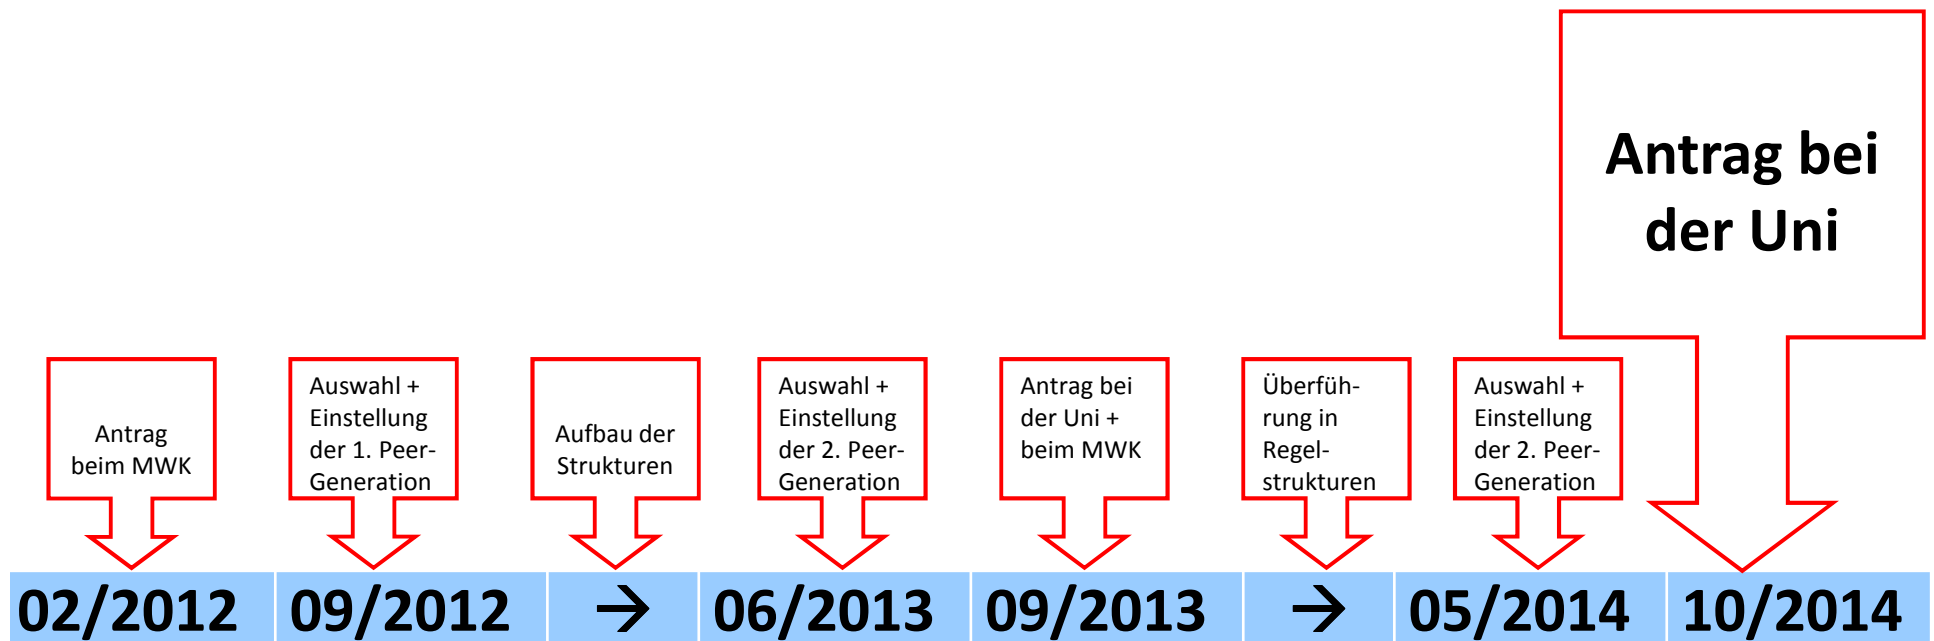 Antrag bei
der Uni
Antrag
beim MWK
Auswahl +
Einstellung
der 1. Peer-
Generation
Aufbau der
Strukturen
Auswahl +
Einstellung
der 2. Peer-
Generation
Antrag bei
der Uni +
beim MWK
Überfüh-
rung in
Regel-
strukturen
Auswahl +
Einstellung
der 2. Peer-
Generation
02/2012 09/2012 → 06/2013 09/2013 → 05/2014 10/2014